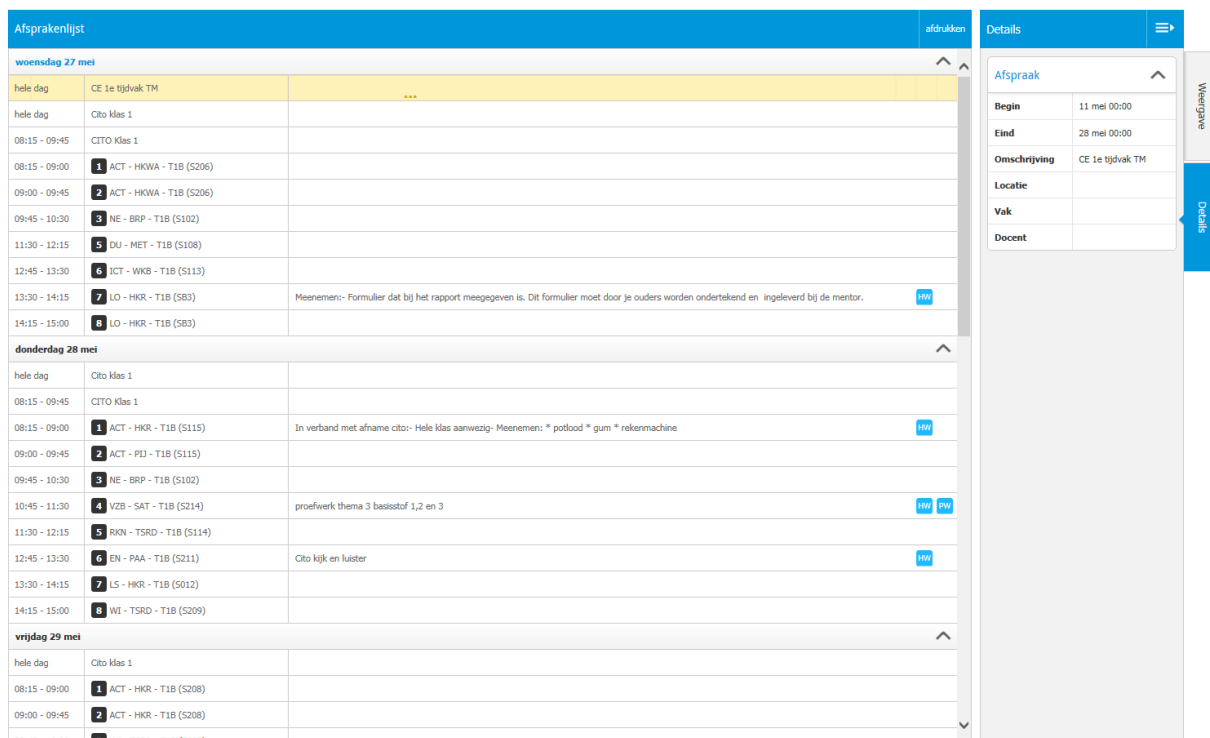 Afsprakenlijst afdrukken
woensdag 27 mei
hele dag CE 1e tijdvak TM ...
hele dag Cito klas 1
08:15 - 09:45 CITO Klas 1
08:15 - 09:00 1 ACT - HKWA - T1B (S206)
09:00 - 09:45 2 ACT - HKWA - T1B (S206)
09:45 - 10:30 3 NE - BRP - T1B (S102)
11:30 - 12:15 5 DU - MET - T1B (S108)
12:45 - 13:30 6 ICT - WKB - T1B (S113)
13:30 - 14:15 7 LO - HKR - T1B (SB3) Meenemen:- Formulier dat bij het rapport meegegeven is. Dit formulier moet door je ouders worden ondertekend en ingeleverd bij de mentor. HW
14:15 - 15:00 8 LO - HKR - T1B (SB3)
donderdag 28 mei
hele dag Cito klas 1
08:15 - 09:45 CITO Klas 1
08:15 - 09:00 1 ACT - HKR - T1B (S115) In verband met afname cito:- Hele klas aanwezig- Meenemen: * potlood * gum * rekenmachine HW
09:00 - 09:45 2 ACT - PIJ - T1B (S115)
09:45 - 10:30 3 NE - BRP - T1B (S102)
10:45 - 11:30 4 VZB - SAT - T1B (S214) proefwerk thema 3 basisstof 1,2 en 3 HW PW
11:30 - 12:15 5 RKN - TSRD - T1B (S114)
12:45 - 13:30 6 EN - PAA - T1B (S211) Cito kijk en luister HW
13:30 - 14:15 7 LS - HKR - T1B (S012)
14:15 - 15:00 8 WI - TSRD - T1B (S209)
vrijdag 29 mei
hele dag Cito klas 1
08:15 - 09:00 1 ACT - HKR - T1B (S208)
09:00 - 09:45 2 ACT - HKR - T1B (S208)
Details
Afspraak
Begin 11 mei 00:00
Eind 28 mei 00:00
Omschrijving CE 1e tijdvak TM
Locatie
Vak
Docent
Weergave
Details